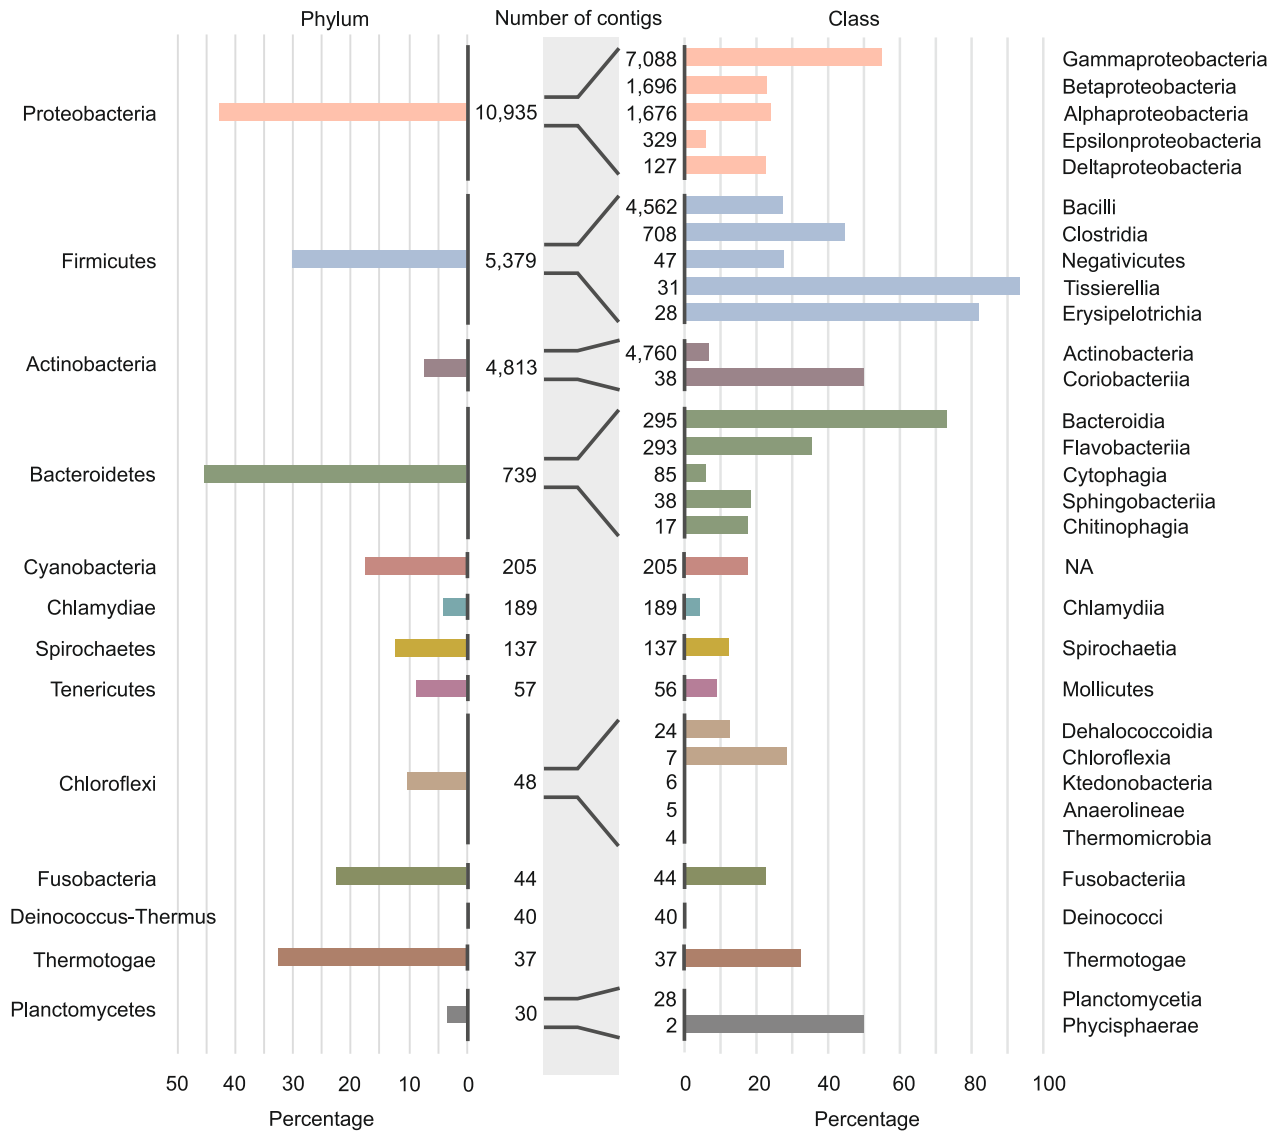 Phylum Number of contigs Class
7,088 Gammaproteobacteria
1,696 Betaproteobacteria
Proteobacteria 10,935 1,676 Alphaproteobacteria
329 Epsilonproteobacteria
127 Deltaproteobacteria
4,562 Bacilli
708 Clostridia
Firmicutes 5,379 47 Negativicutes
31 Tissierellia
28 Erysipelotrichia
4,760 Actinobacteria
Actinobacteria 4,813
38 Coriobacteriia
295 Bacteroidia
293 Flavobacteriia
Bacteroidetes 739 85 Cytophagia
38 Sphingobacteriia
17 Chitinophagia
Cyanobacteria 205 205 NA
Chlamydiae 189 189 Chlamydiia
Spirochaetes 137 137 Spirochaetia
Tenericutes 57 56 Mollicutes
24 Dehalococcoidia
7 Chloroflexia
Chloroflexi 48 6 Ktedonobacteria
5 Anaerolineae
4 Thermomicrobia
Fusobacteria 44 44 Fusobacteriia
Deinococcus-Thermus 40 40 Deinococci
Thermotogae 37 37 Thermotogae
28 Planctomycetia
Planctomycetes 30
2 Phycisphaerae
50 40 30 20 10 0 0 20 40 60 80 100
Percentage Percentage